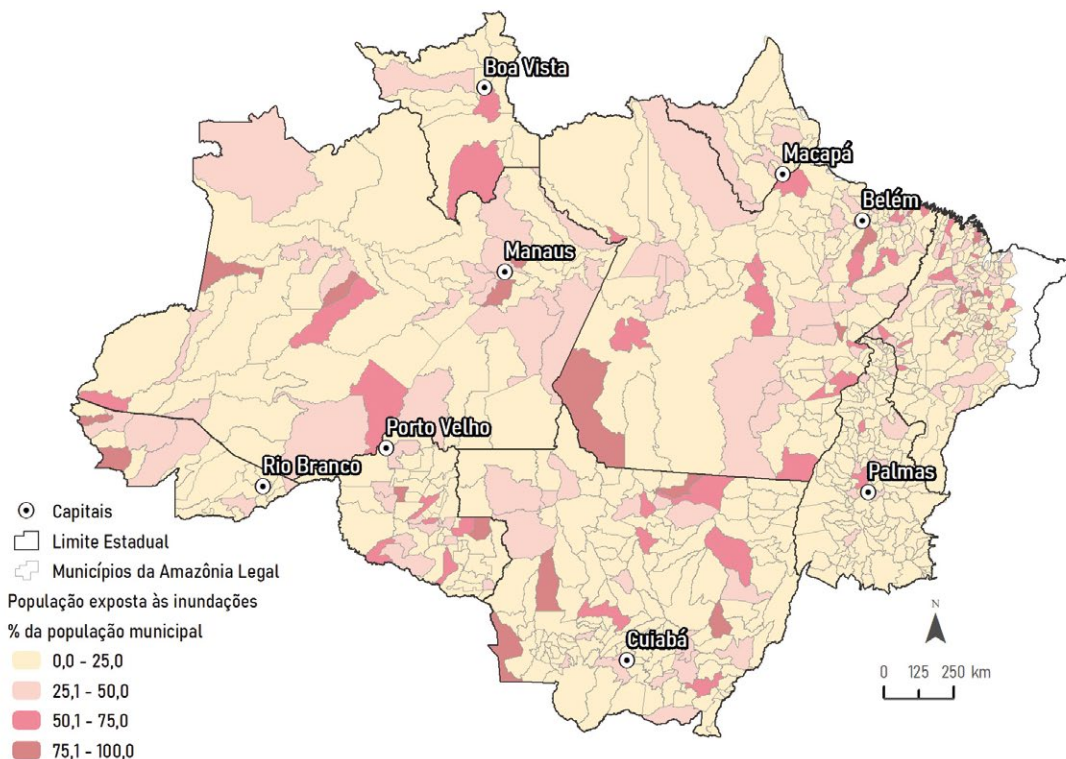 Boa Vista
Macapá
Belém
Manaus
Porto Velho
Rio Branco
Palmas
Cuiabá
Capitais
Limite Estadual
Municípios da Amazônia Legal
População exposta às inundações
% da população municipal
0,0 - 25,0
25,1 - 50,0
50,1 - 75,0
75,1 - 100,0
N
0 125 250 km